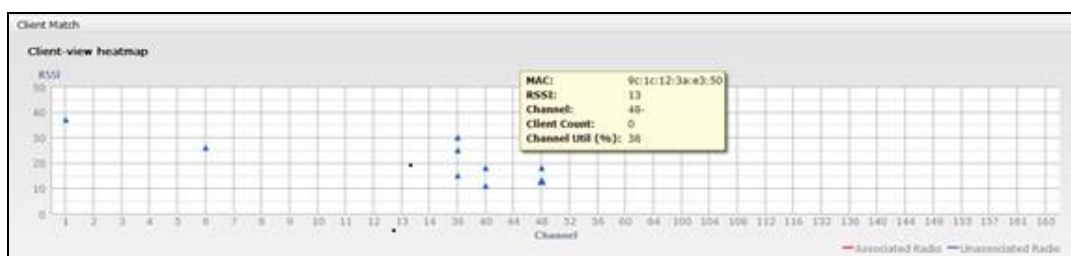 Client Match
Client-view heatmap
RSSI
50
MAC: 9c:1c:12:3a:e3:50
RSSI: 13
Channel: 48-
Client Count: 0
Channel Util (%): 36
40
30
20
10
0
1 2 3 4 5 6 7 8 9 10 11 12 13 14 36 40 44 48 52 56 60 64 100 104 108 112 116 132 136 140 144 149 153 157 161 165
Channel
Associated Radio Unassociated Radio